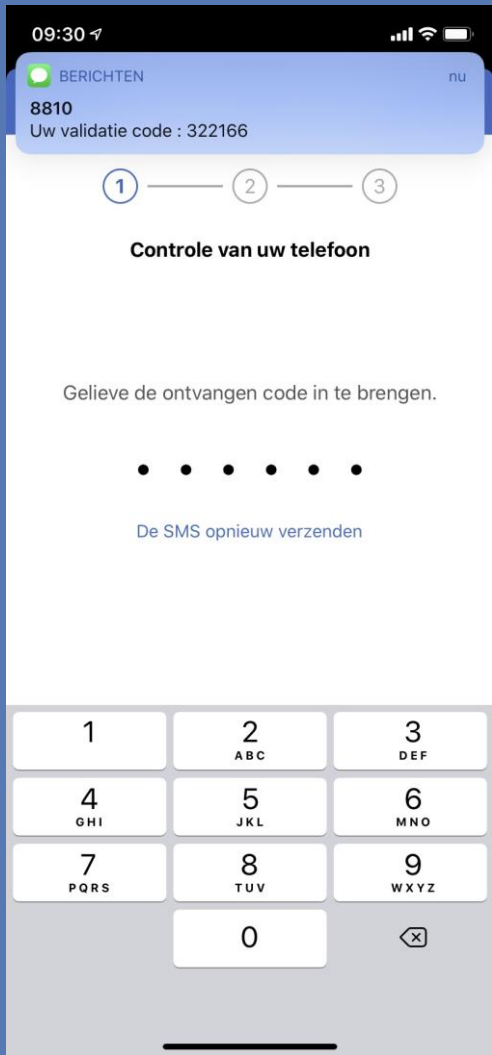 09:30
BERICHTEN nu
8810
Uw validatie code : 322166
1 2 3
Controle van uw telefoon
Gelieve de ontvangen code in te brengen.
De SMS opnieuw verzenden
1 2 3
ABC DEF
4 5 6
GHI JKL MNO
7 8 9
PQRS TUV WXYZ
0